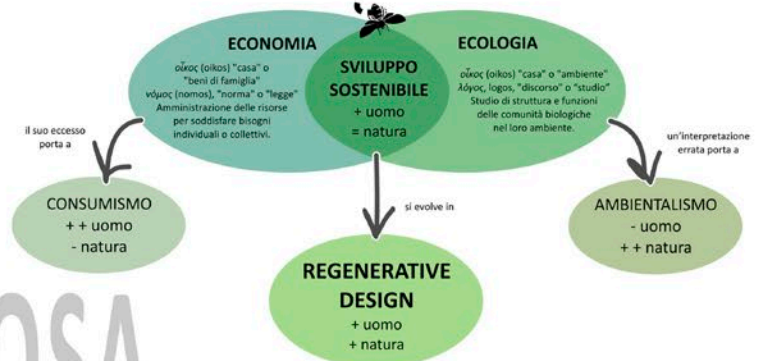 ECONOMIA
οἶκος (oikos) "casa" o
"beni di famiglia"
νόμος (nomos), "norma" o "legge"
Amministrazione delle risorse
per soddisfare bisogni
individuali o collettivi.
SVILUPPO
SOSTENIBILE
+ uomo
= natura
ECOLOGIA
οἶκος (oikos) "casa" o "ambiente"
λόγος, logos, "discorso" o "studio"
Studio di struttura e funzioni
delle comunità biologiche
nel loro ambiente.
il suo eccesso
porta a
un'interpretazione
errata porta a
CONSUMISMO
+ + uomo
- natura
si evolve in
AMBIENTALISMO
- uomo
+ + natura
REGENERATIVE
DESIGN
+ uomo
+ natura
OSA